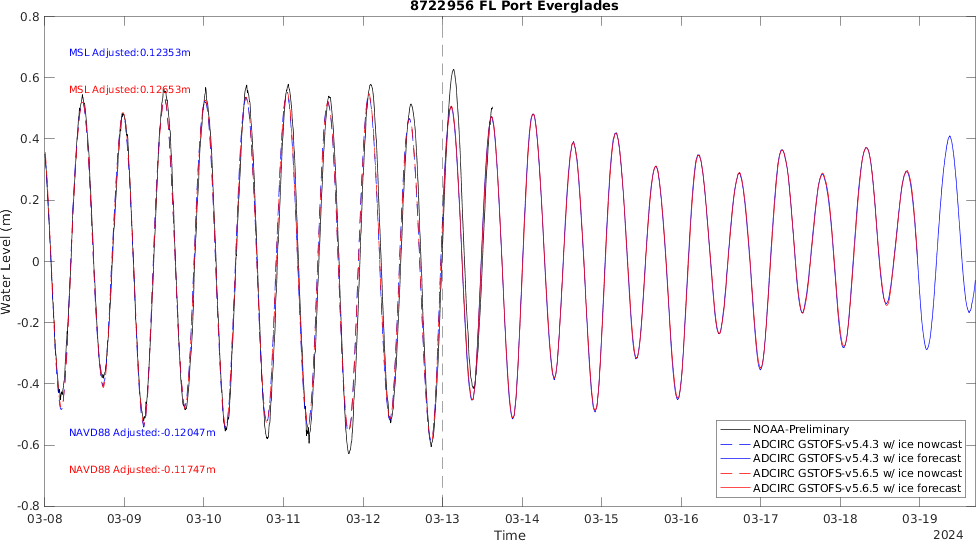 8722956 FL Port Everglades
0.8
MSL Adjusted:0.12353m
0.6
MSL Adjusted:0.12653m
0.4
0.2
Water Level (m)
0
-0.2
-0.4
NAVD88 Adjusted:-0.12047m
-0.6
NAVD88 Adjusted:-0.11747m
-0.8
NOAA-Preliminary
ADCIRC GSTOFS-v5.4.3 w/ ice nowcast
ADCIRC GSTOFS-v5.4.3 w/ ice forecast
ADCIRC GSTOFS-v5.6.5 w/ ice nowcast
ADCIRC GSTOFS-v5.6.5 w/ ice forecast
03-08 03-09 03-10 03-11 03-12 03-13 03-14 03-15 03-16 03-17 03-18 03-19
Time
2024